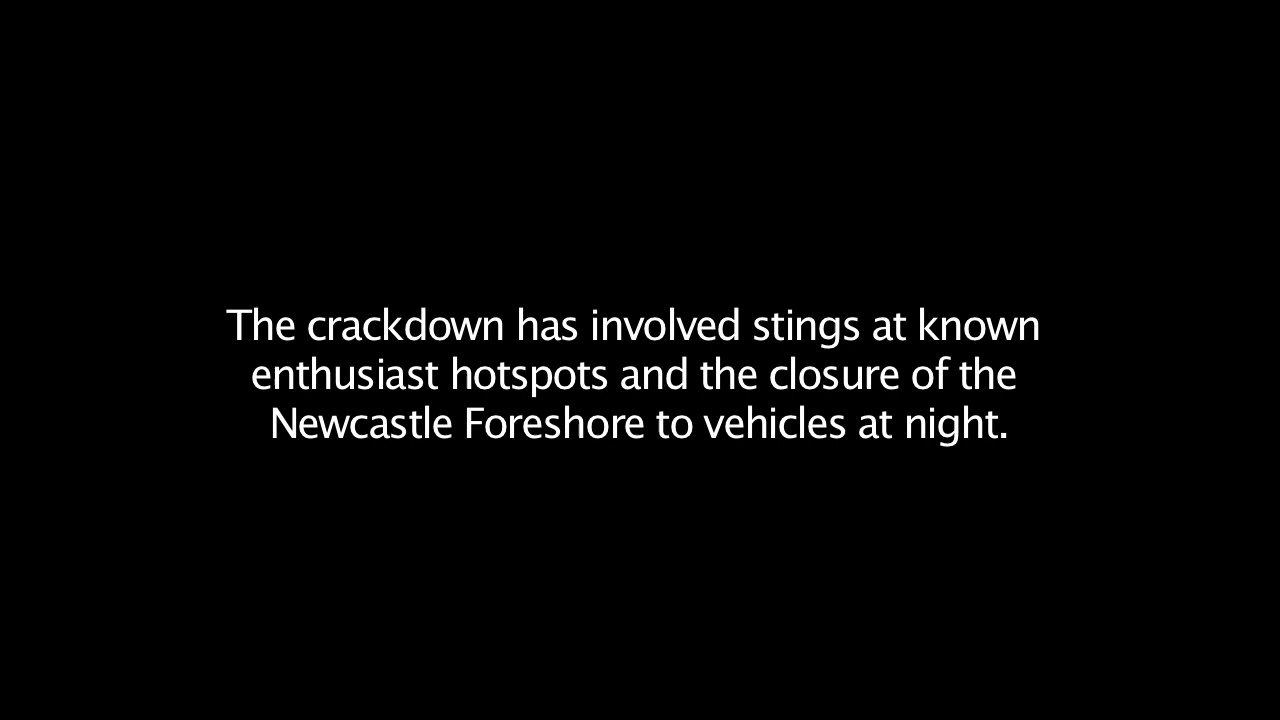 The crackdown has involved stings at known
enthusiast hotspots and the closure of the
Newcastle Foreshore to vehicles at night.